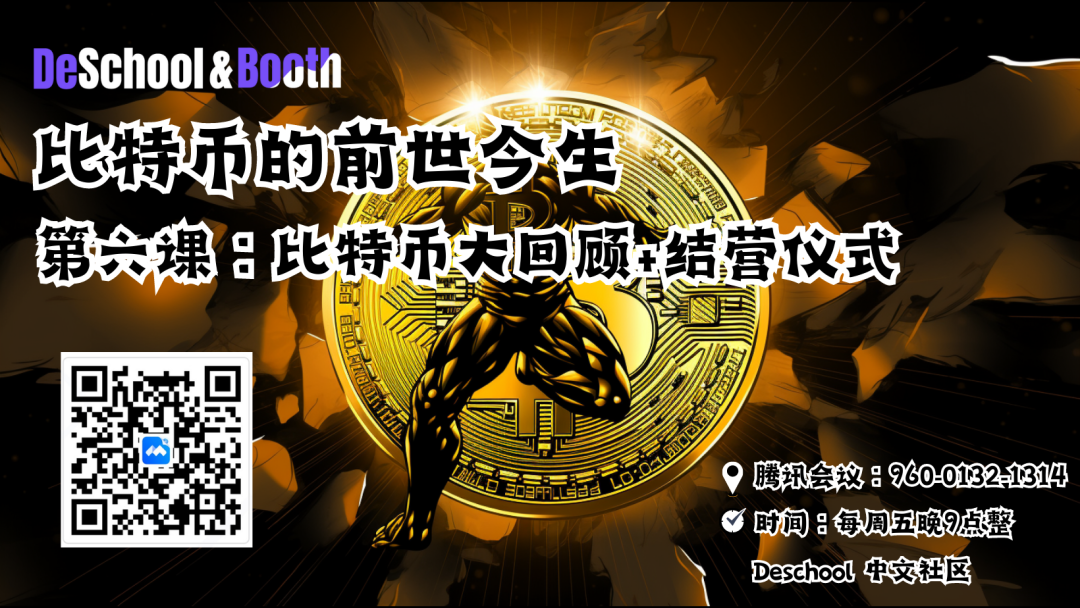 DeSchool & Booth
比特币的前世今生
第六课：比特币大回顾+结营仪式
腾讯会议：960-0132-1314
时间：每周五晚9点整
Deschool 中文社区